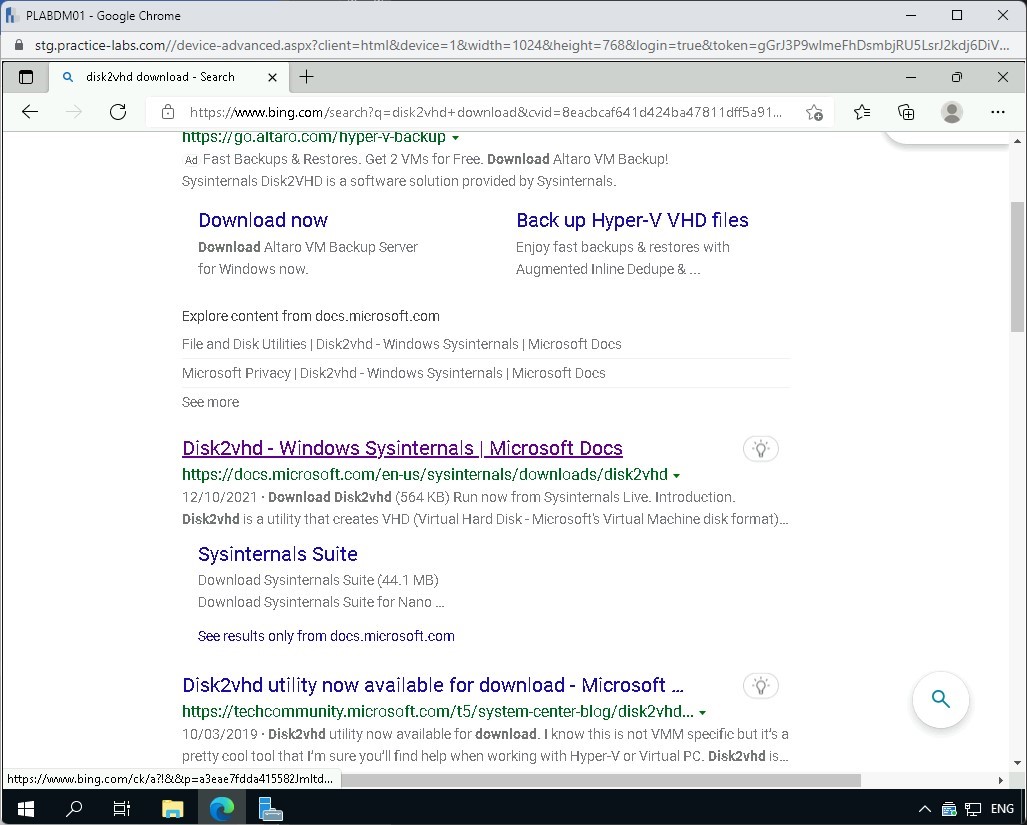 PLABDM01 - Google Chrome
stg.practice-labs.com//device-advanced.aspx?client=html&device=1&width=1024&height=768&login=true&token=gGrJ3P9wlmeFhDsmbjRU5LsrJ2kdj6DiV...
disk2vhd download - Search
https://www.bing.com/search?q=disk2vhd+download&cvid=8eacbcaf641d424ba47811dff5a91...
https://go.altaro.com/hyper-v-backup
Ad Fast Backups & Restores. Get 2 VMs for Free. Download Altaro VM Backup!
Sysinternals Disk2VHD is a software solution provided by Sysinternals.
Download now
Back up Hyper-V VHD files
Download Altaro VM Backup Server
Enjoy fast backups & restores with
for Windows now.
Augmented Inline Dedupe & ...
Explore content from docs.microsoft.com
File and Disk Utilities | Disk2vhd - Windows Sysinternals | Microsoft Docs
Microsoft Privacy | Disk2vhd - Windows Sysinternals | Microsoft Docs
See more
Disk2vhd - Windows Sysinternals | Microsoft Docs
https://docs.microsoft.com/en-us/sysinternals/downloads/disk2vhd
12/10/2021 · Download Disk2vhd (564 KB) Run now from Sysinternals Live. Introduction.
Disk2vhd is a utility that creates VHD (Virtual Hard Disk - Microsoft's Virtual Machine disk format)...
Sysinternals Suite
Download Sysinternals Suite (44.1 MB)
Download Sysinternals Suite for Nano ...
See results only from docs.microsoft.com
Disk2vhd utility now available for download - Microsoft ...
https://techcommunity.microsoft.com/t5/system-center-blog/disk2vhd...
10/03/2019 · Disk2vhd utility now available for download. I know this is not VMM specific but it's a
pretty cool tool that I'm sure you'll find help when working with Hyper-V or Virtual PC. Disk2vhd is...
https://www.bing.com/ck/a?!&&p=a3eae7fdda415582Jmltd...
ENG